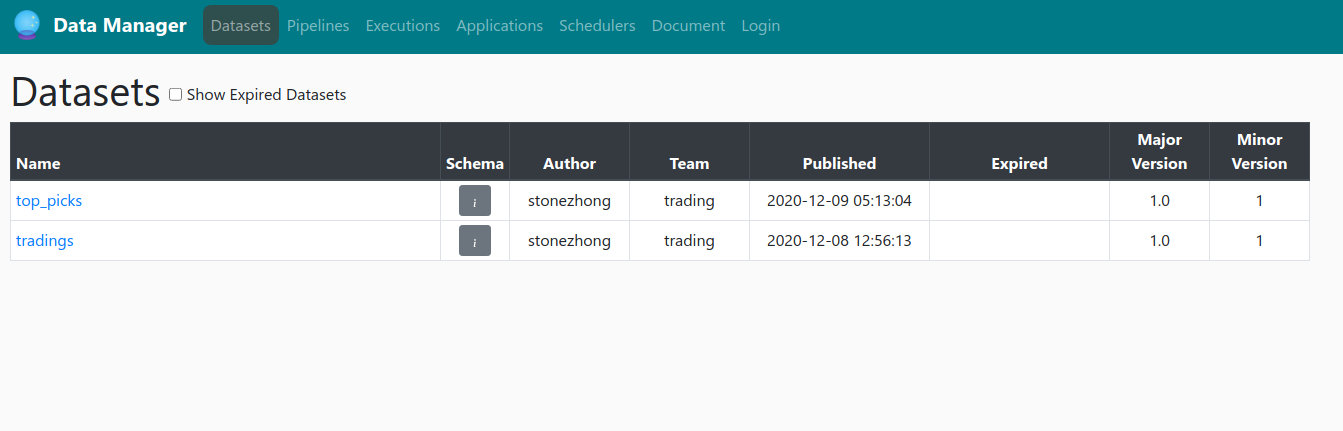 Data Manager Datasets Pipelines Executions Applications Schedulers Document Login
Datasets Show Expired Datasets
Name Schema Author Team Published Expired Major Version Minor Version
top_picks i stonezhong trading 2020-12-09 05:13:04 1.0 1
tradings i stonezhong trading 2020-12-08 12:56:13 1.0 1